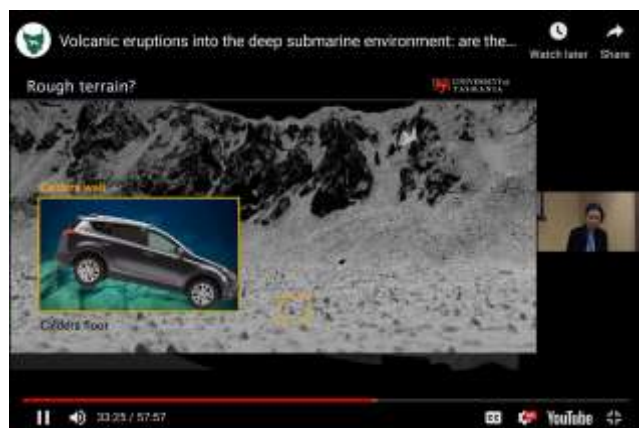 Volcanic eruptions into the deep submarine environment: are the...
Watch later
Share
Rough terrain?
UNIVERSITY of
TASMANIA
Caldera wall
Caldera floor
33:25 / 57:57
CC
YouTube